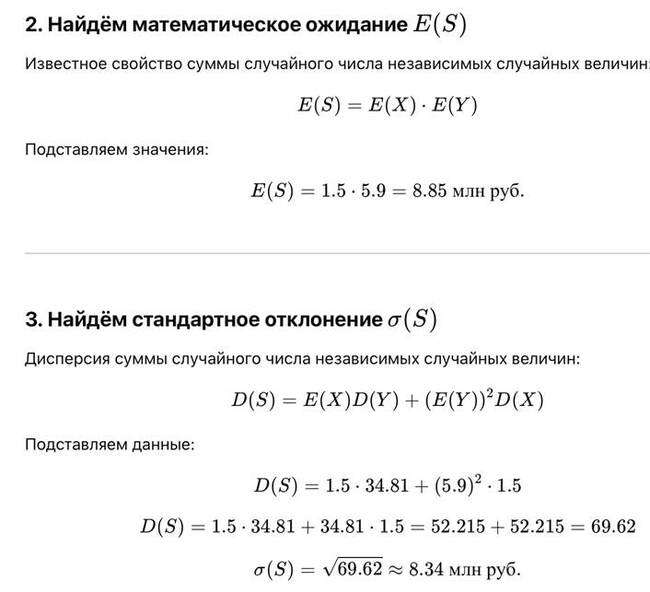 2. Найдём математическое ожидание E(S)
Известное свойство суммы случайного числа независимых случайных величин:
E(S) = E(X) · E(Y)
Подставляем значения:
E(S) = 1.5 · 5.9 = 8.85 млн руб.
3. Найдём стандартное отклонение σ(S)
Дисперсия суммы случайного числа независимых случайных величин:
D(S) = E(X)D(Y) + (E(Y))²D(X)
Подставляем данные:
D(S) = 1.5 · 34.81 + (5.9)² · 1.5
D(S) = 1.5 · 34.81 + 34.81 · 1.5 = 52.215 + 52.215 = 69.62
σ(S) = √69.62 ≈ 8.34 млн руб.